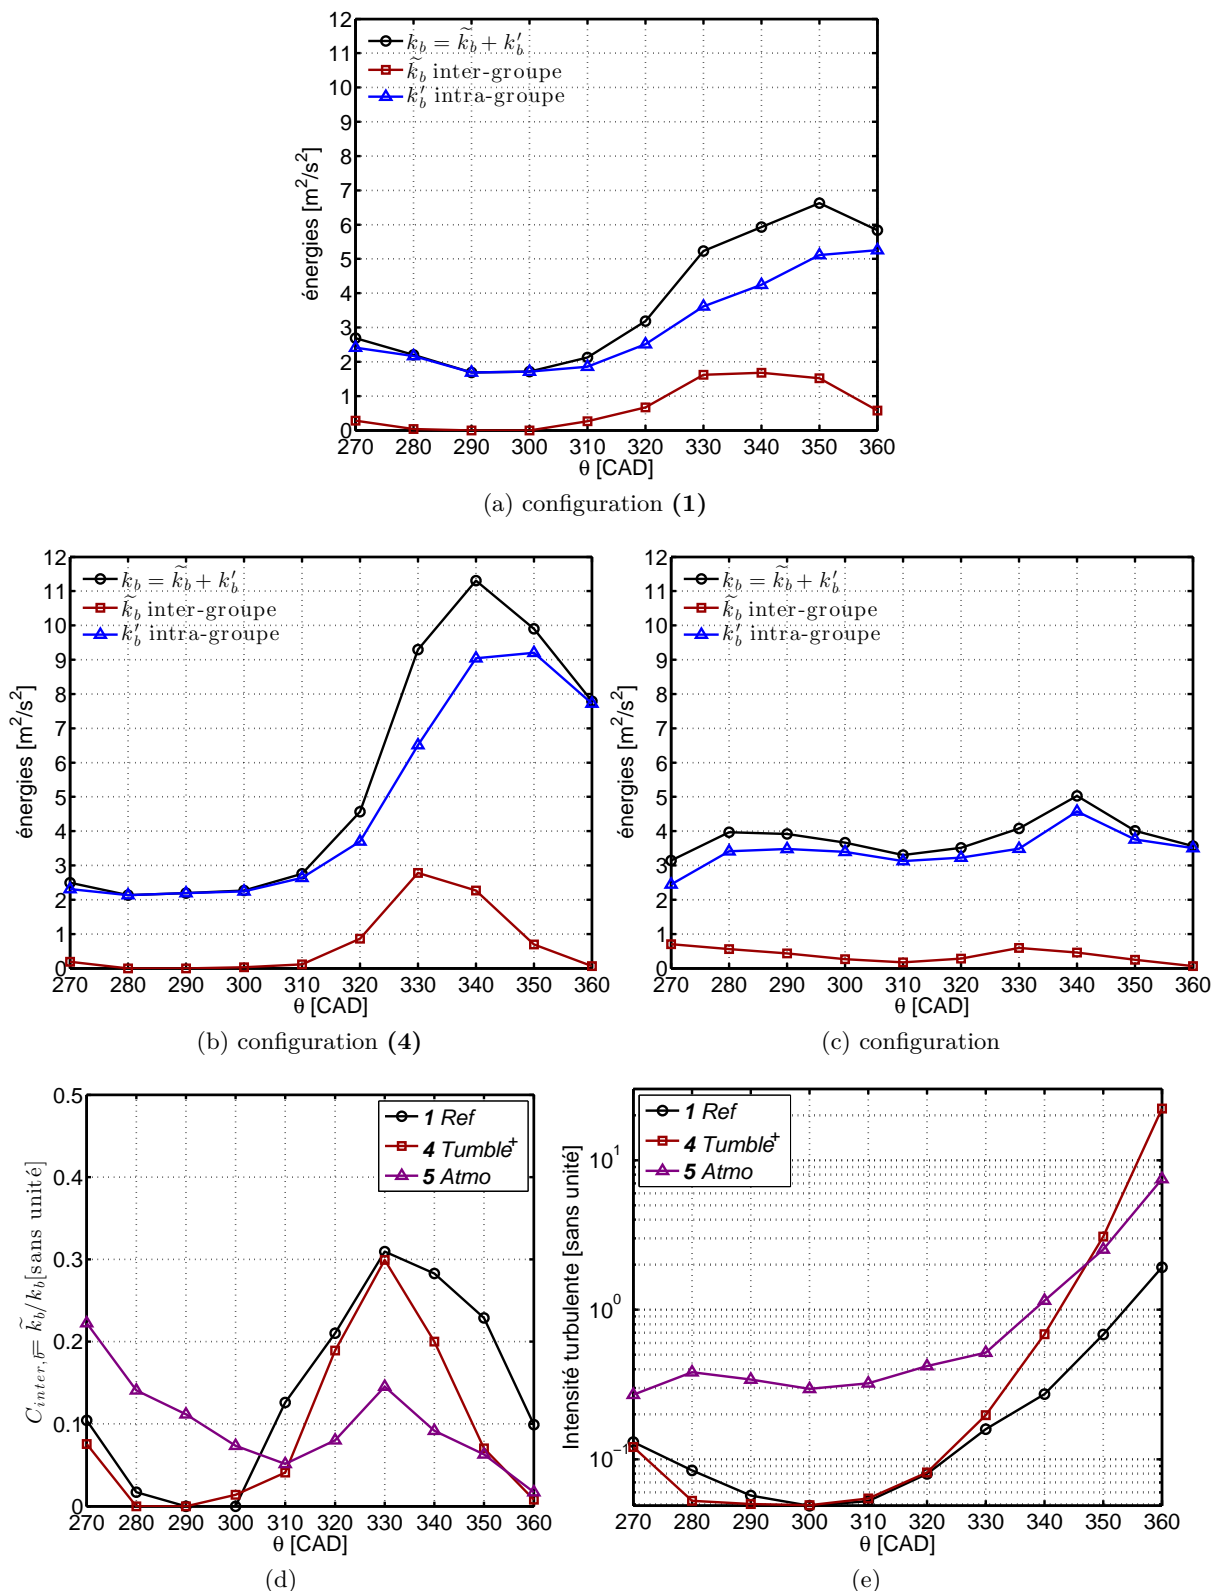 12
11
10
9
8
7
6
5
4
3
2
1
0
énergies [m²/s²]
k_b = k̃_b + k′_b
k̃_b inter-groupe
k′_b intra-groupe
270 280 290 300 310 320 330 340 350 360
θ [CAD]
(a) configuration (1)
12
11
10
9
8
7
6
5
4
3
2
1
0
énergies [m²/s²]
k_b = k̃_b + k′_b
k̃_b inter-groupe
k′_b intra-groupe
270 280 290 300 310 320 330 340 350 360
θ [CAD]
(b) configuration (4)
12
11
10
9
8
7
6
5
4
3
2
1
0
énergies [m²/s²]
k_b = k̃_b + k′_b
k̃_b inter-groupe
k′_b intra-groupe
270 280 290 300 310 320 330 340 350 360
θ [CAD]
(c) configuration
0.5
0.4
0.3
0.2
0.1
0
C_{inter,b} = k̃_b/k_b [sans unité]
1 Ref
4 Tumble⁺
5 Atmo
270 280 290 300 310 320 330 340 350 360
θ [CAD]
(d)
10¹
10⁰
10⁻¹
Intensité turbulente [sans unité]
1 Ref
4 Tumble⁺
5 Atmo
270 280 290 300 310 320 330 340 350 360
θ [CAD]
(e)